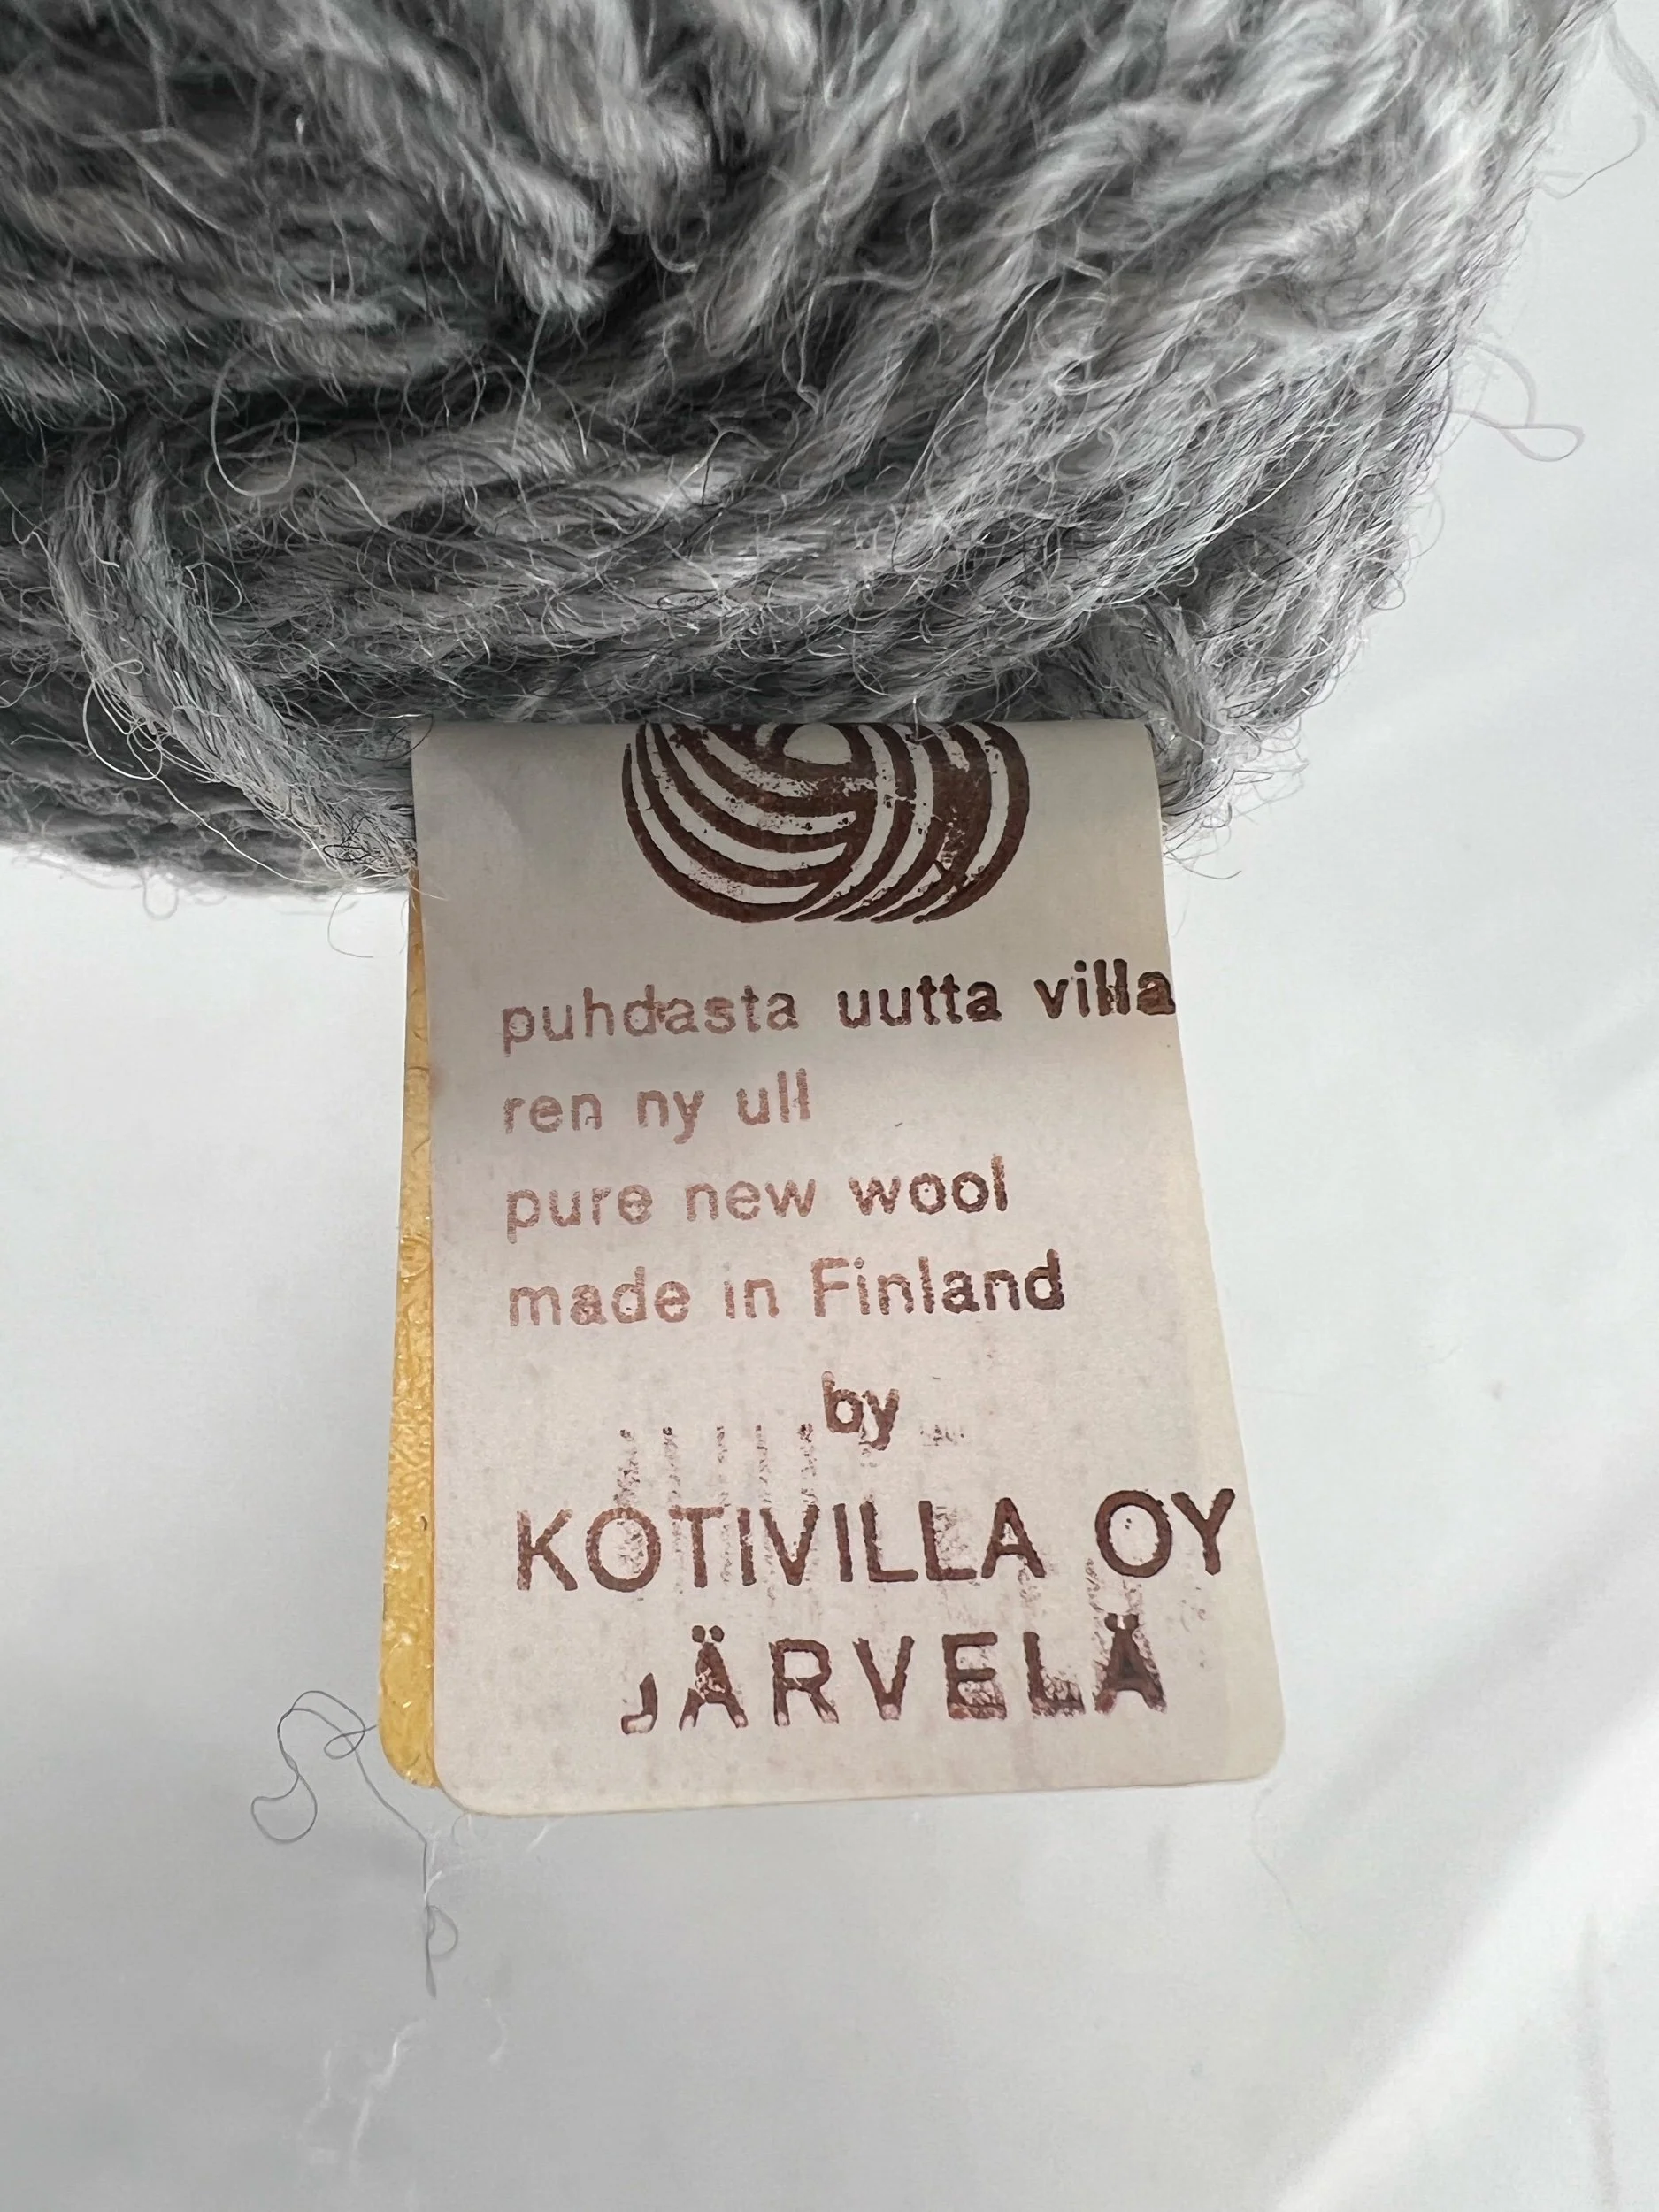 puhdasta uutta villa
ren ny ull
pure new wool
made in Finland
by
KOTIVILLA OY
JÄRVELÄ